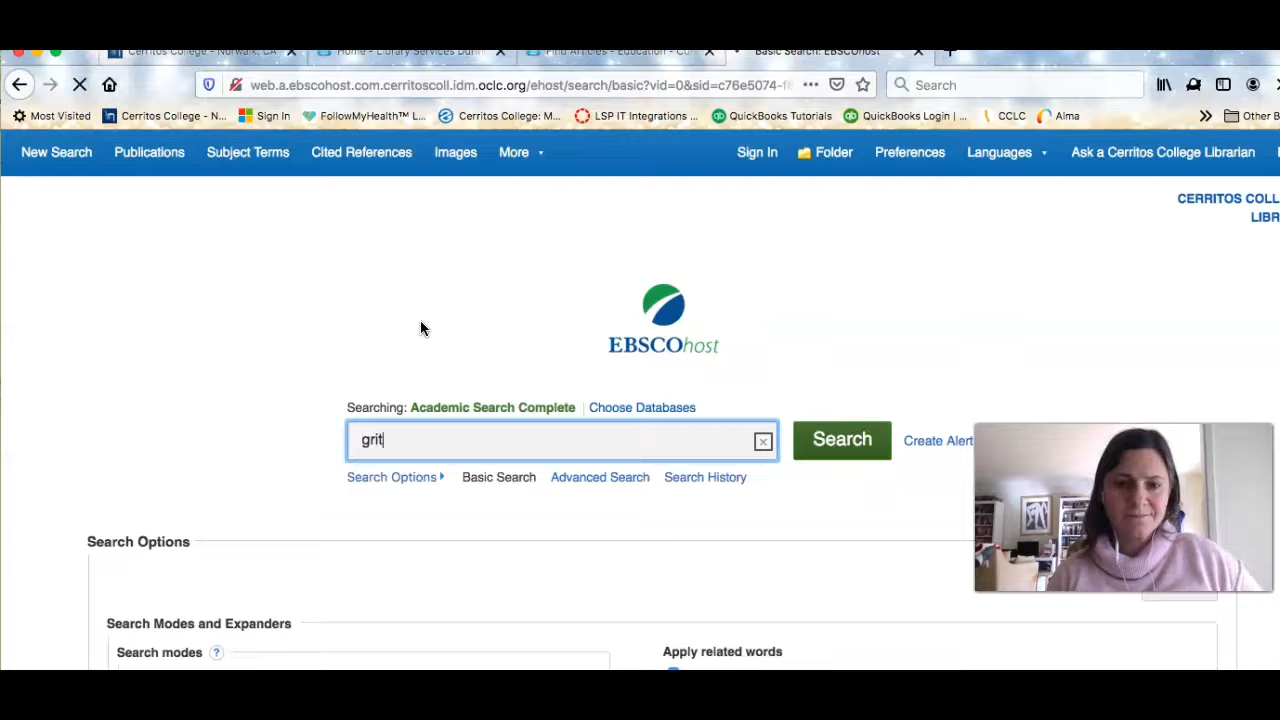 Cerritos College - Norwalk, CA
Home - Library Services Durin
Find Articles - Education - Co
Basic Search: EBSCOhost
web.a.ebscohost.com.cerritoscoll.idm.oclc.org/ehost/search/basic?vid=0&sid=c76e5074-f
Search
Most Visited
Cerritos College - N...
Sign In
FollowMyHealth™ L...
Cerritos College: M...
LSP IT Integrations ...
QuickBooks Tutorials
QuickBooks Login | ...
CCLC
Alma
Other B
New Search
Publications
Subject Terms
Cited References
Images
More
Sign In
Folder
Preferences
Languages
Ask a Cerritos College Librarian
CERRITOS COLL
LIBR
EBSCOhost
Searching: Academic Search Complete
Choose Databases
grit
Search
Create Alert
Search Options
Basic Search
Advanced Search
Search History
Search Options
Search Modes and Expanders
Search modes ?
Apply related words